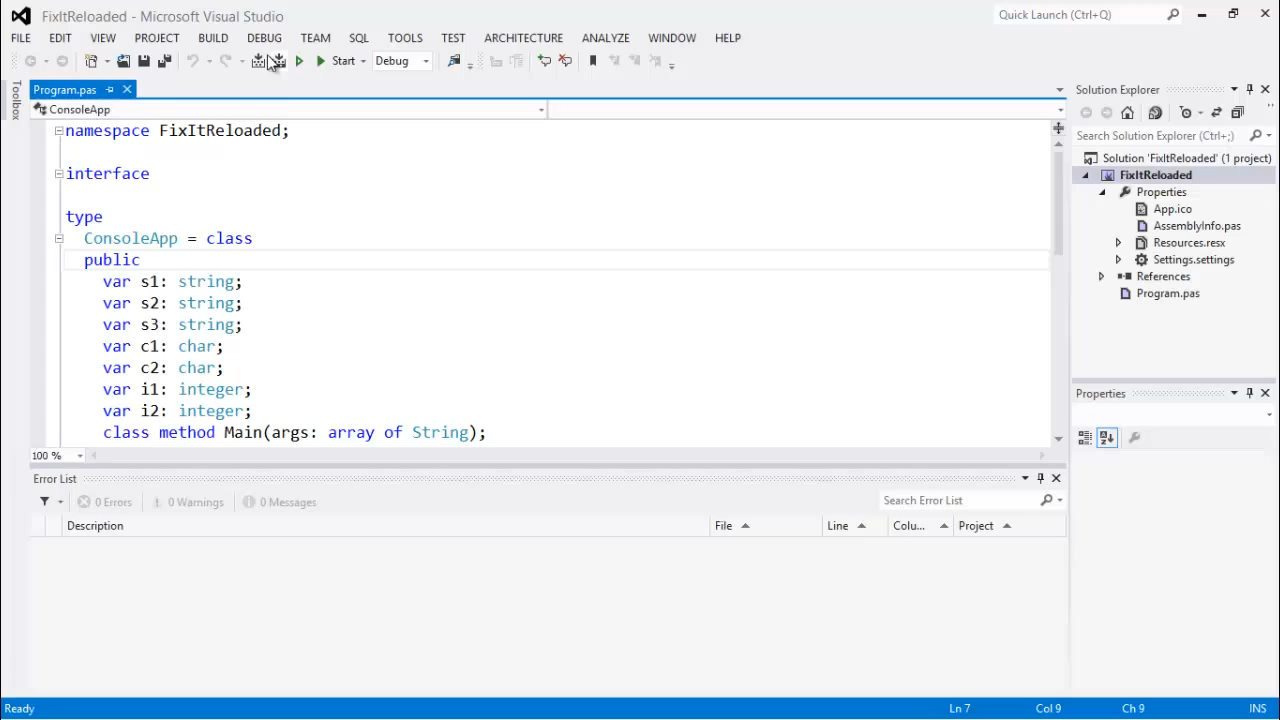 FixItReloaded - Microsoft Visual Studio
Quick Launch (Ctrl+Q)
FILE EDIT VIEW PROJECT BUILD DEBUG TEAM SQL TOOLS TEST ARCHITECTURE ANALYZE WINDOW HELP
Start Debug
Toolbox
Program.pas
ConsoleApp
namespace FixItReloaded;
interface
type
ConsoleApp = class
public
var s1: string;
var s2: string;
var s3: string;
var c1: char;
var c2: char;
var i1: integer;
var i2: integer;
class method Main(args: array of String);
100 %
Error List
0 Errors 0 Warnings 0 Messages
Search Error List
Description File Line Colu... Project
Solution Explorer
Search Solution Explorer (Ctrl+;)
Solution 'FixItReloaded' (1 project)
FixItReloaded
Properties
App.ico
AssemblyInfo.pas
Resources.resx
Settings.settings
References
Program.pas
Properties
Ready Ln 7 Col 9 Ch 9 INS